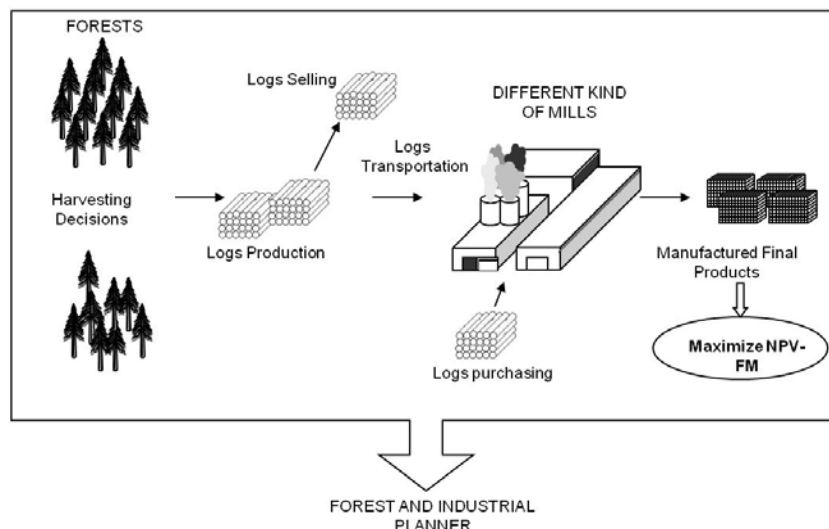 FORESTS
Logs Selling
DIFFERENT KIND
OF MILLS
Logs
Transportation
Harvesting
Decisions
Logs Production
Manufactured Final
Products
Logs purchasing
Maximize NPV-
FM
FOREST AND INDUSTRIAL
PLANNER